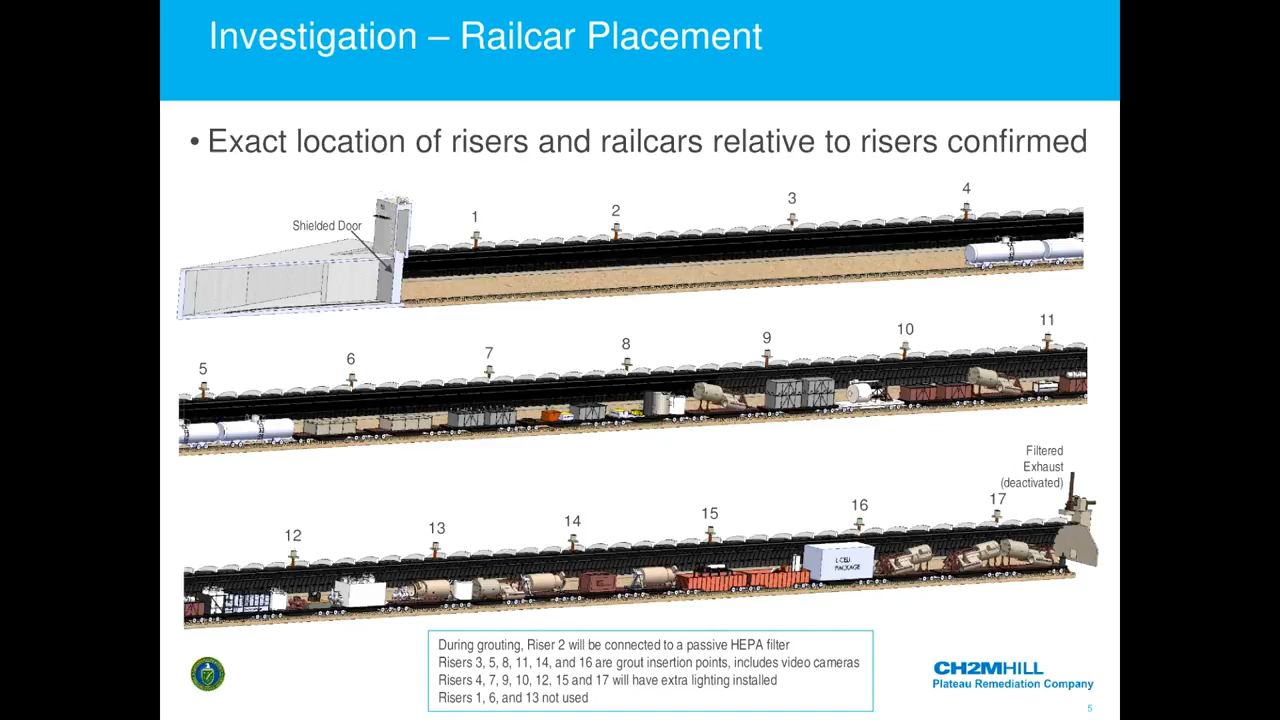 Investigation – Railcar Placement
• Exact location of risers and railcars relative to risers confirmed
Shielded Door
1
2
3
4
5
6
7
8
9
10
11
Filtered
Exhaust
(deactivated)
12
13
14
15
16
17
L-CELL
PACKAGE
During grouting, Riser 2 will be connected to a passive HEPA filter
Risers 3, 5, 8, 11, 14, and 16 are grout insertion points, includes video cameras
Risers 4, 7, 9, 10, 12, 15 and 17 will have extra lighting installed
Risers 1, 6, and 13 not used
CH2MHILL
Plateau Remediation Company
5